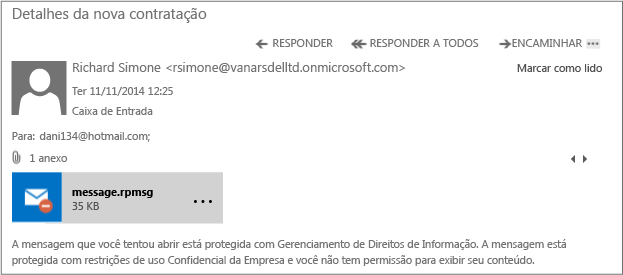 Detalhes da nova contratação
RESPONDER RESPONDER A TODOS ENCAMINHAR ...
Richard Simone <rsimone@vanarsdelltd.onmicrosoft.com> Marcar como lido
Ter 11/11/2014 12:25
Caixa de Entrada
Para: dani134@hotmail.com;
1 anexo
message.rpmsg
35 KB ...
A mensagem que você tentou abrir está protegida com Gerenciamento de Direitos de Informação. A mensagem está
protegida com restrições de uso Confidencial da Empresa e você não tem permissão para exibir seu conteúdo.